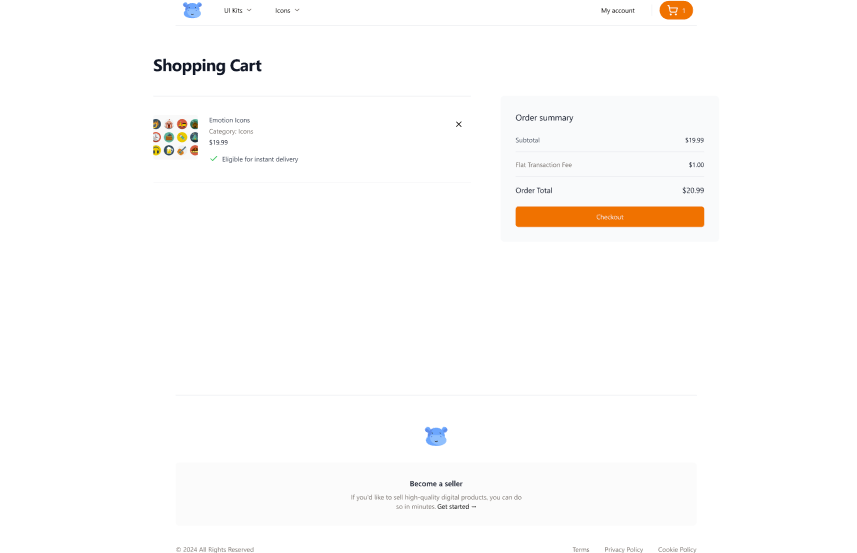 UI Kits
Icons
My account
1
Shopping Cart
Emotion Icons
Category: Icons
$19.99
Eligible for instant delivery
Order summary
Subtotal $19.99
Flat Transaction Fee $1.00
Order Total $20.99
Checkout
Become a seller
If you'd like to sell high-quality digital products, you can do
so in minutes. Get started →
© 2024 All Rights Reserved
Terms
Privacy Policy
Cookie Policy